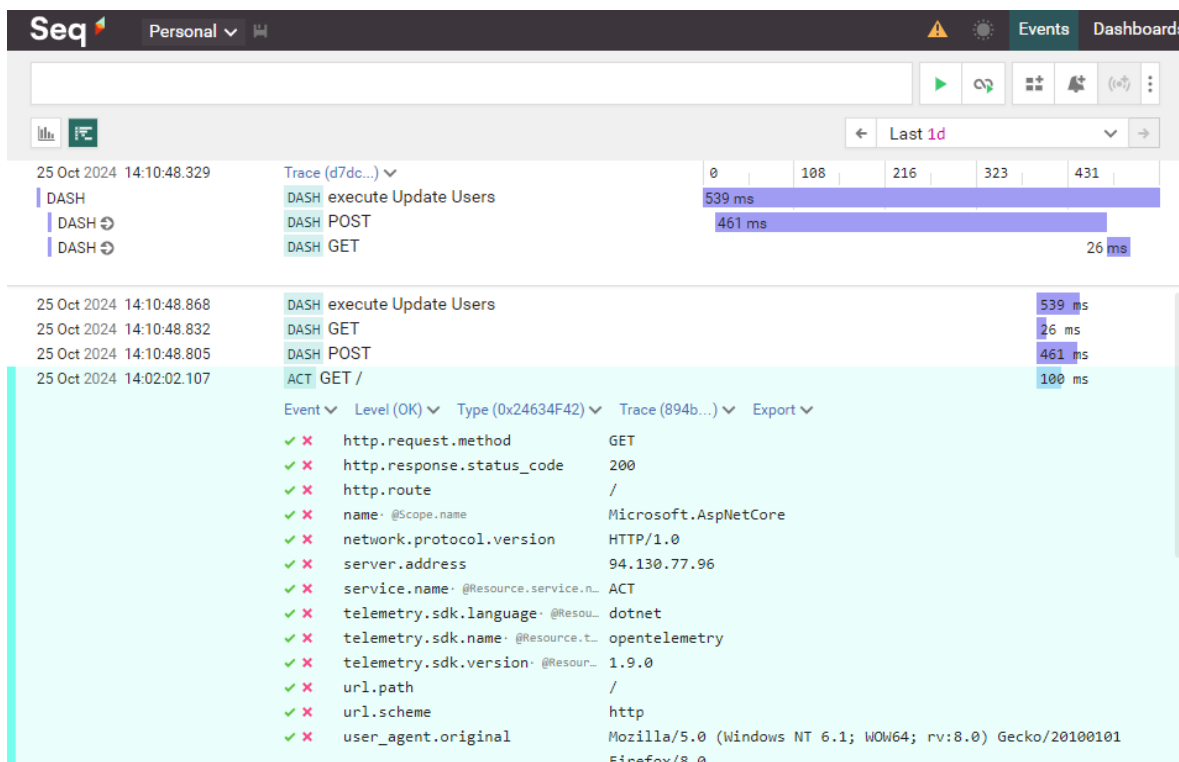 Seq Personal Events Dashboards
Last 1d
25 Oct 2024 14:10:48.329 Trace (d7dc...) 0 108 216 323 431
DASH DASH execute Update Users 539 ms
DASH DASH POST 461 ms
DASH DASH GET 26 ms
25 Oct 2024 14:10:48.868 DASH execute Update Users 539 ms
25 Oct 2024 14:10:48.832 DASH GET 26 ms
25 Oct 2024 14:10:48.805 DASH POST 461 ms
25 Oct 2024 14:02:02.107 ACT GET / 100 ms
Event Level (OK) Type (0x24634F42) Trace (894b...) Export
http.request.method GET
http.response.status_code 200
http.route /
name· @Scope.name Microsoft.AspNetCore
network.protocol.version HTTP/1.0
server.address 94.130.77.96
service.name· @Resource.service.n… ACT
telemetry.sdk.language· @Resou… dotnet
telemetry.sdk.name· @Resource.t… opentelemetry
telemetry.sdk.version· @Resour… 1.9.0
url.path /
url.scheme http
user_agent.original Mozilla/5.0 (Windows NT 6.1; WOW64; rv:8.0) Gecko/20100101
Firefox/8.0